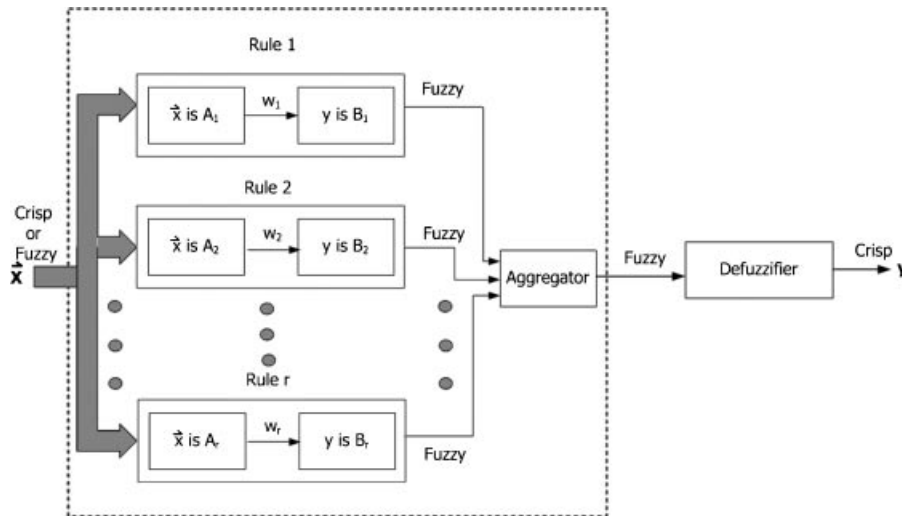 Rule 1
Fuzzy
x⃗ is A₁
w₁
y is B₁
Rule 2
Crisp
or
Fuzzy
x⃗
x⃗ is A₂
w₂
y is B₂
Fuzzy
Aggregator
Fuzzy
Defuzzifier
Crisp
y
Rule r
x⃗ is Aᵣ
wᵣ
y is Bᵣ
Fuzzy